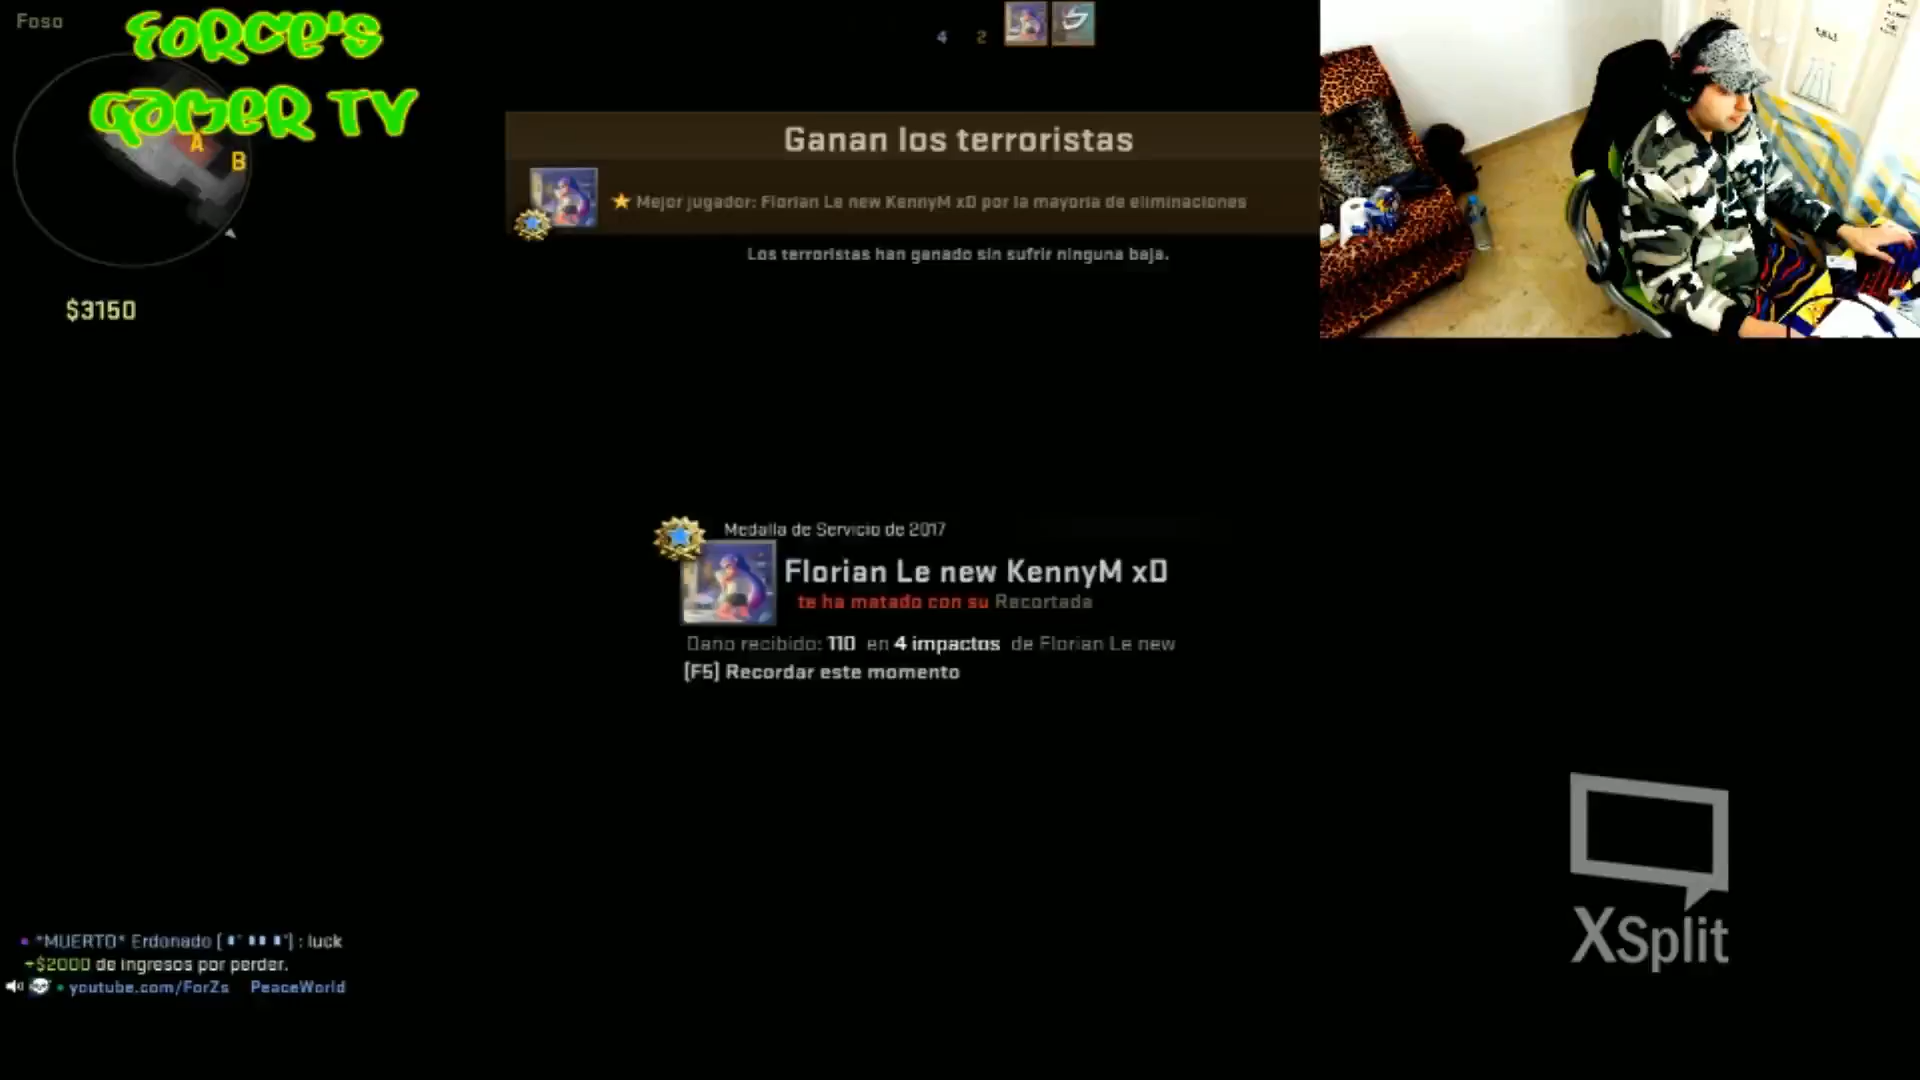 Foso
FORCE'S
GAMER TV
A
B
$3150
4 2
Ganan los terroristas
Mejor jugador: Florian Le new KennyM xD por la mayoría de eliminaciones
Los terroristas han ganado sin sufrir ninguna baja.
Medalla de Servicio de 2017
Florian Le new KennyM xD
te ha matado con su Recortada
Dano recibido: 110 en 4 impactos de Florian Le new
[F5] Recordar este momento
XSplit
*MUERTO* Erdonado : luck
+$2000 de ingresos por perder.
youtube.com/ForZs PeaceWorld